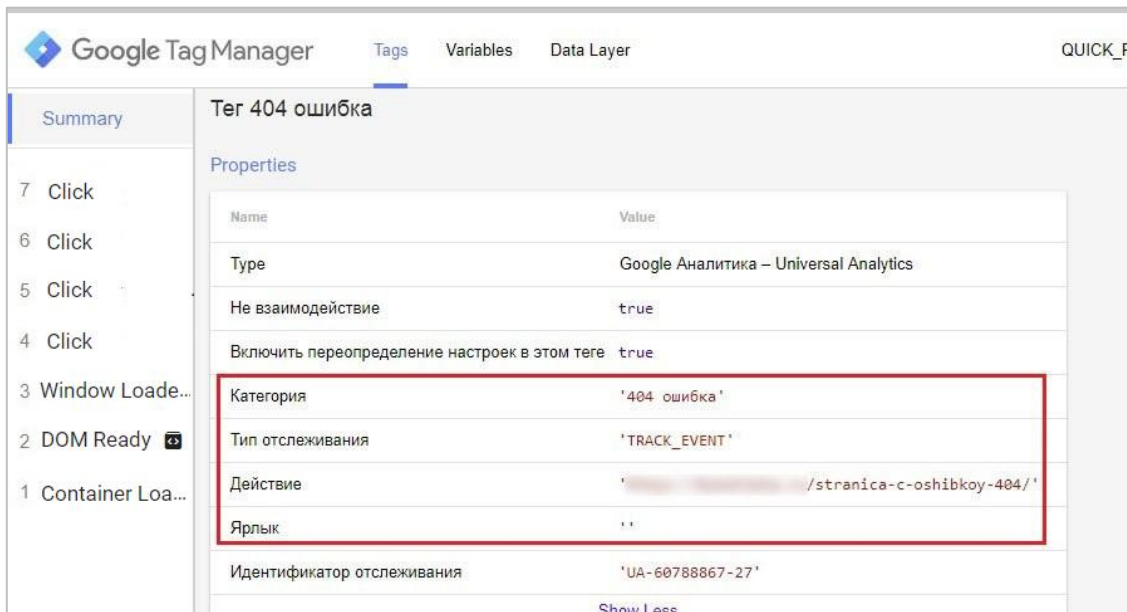 Google Tag Manager Tags Variables Data Layer QUICK_P
Summary
7 Click
6 Click
5 Click
4 Click
3 Window Loade...
2 DOM Ready
1 Container Loa...
Тег 404 ошибка
Properties
Name Value
Type Google Аналитика – Universal Analytics
Не взаимодействие true
Включить переопределение настроек в этом теге true
Категория '404 ошибка'
Тип отслеживания 'TRACK_EVENT'
Действие ' /stranica-c-oshibkoy-404/'
Ярлык ''
Идентификатор отслеживания 'UA-60788867-27'
Show Less